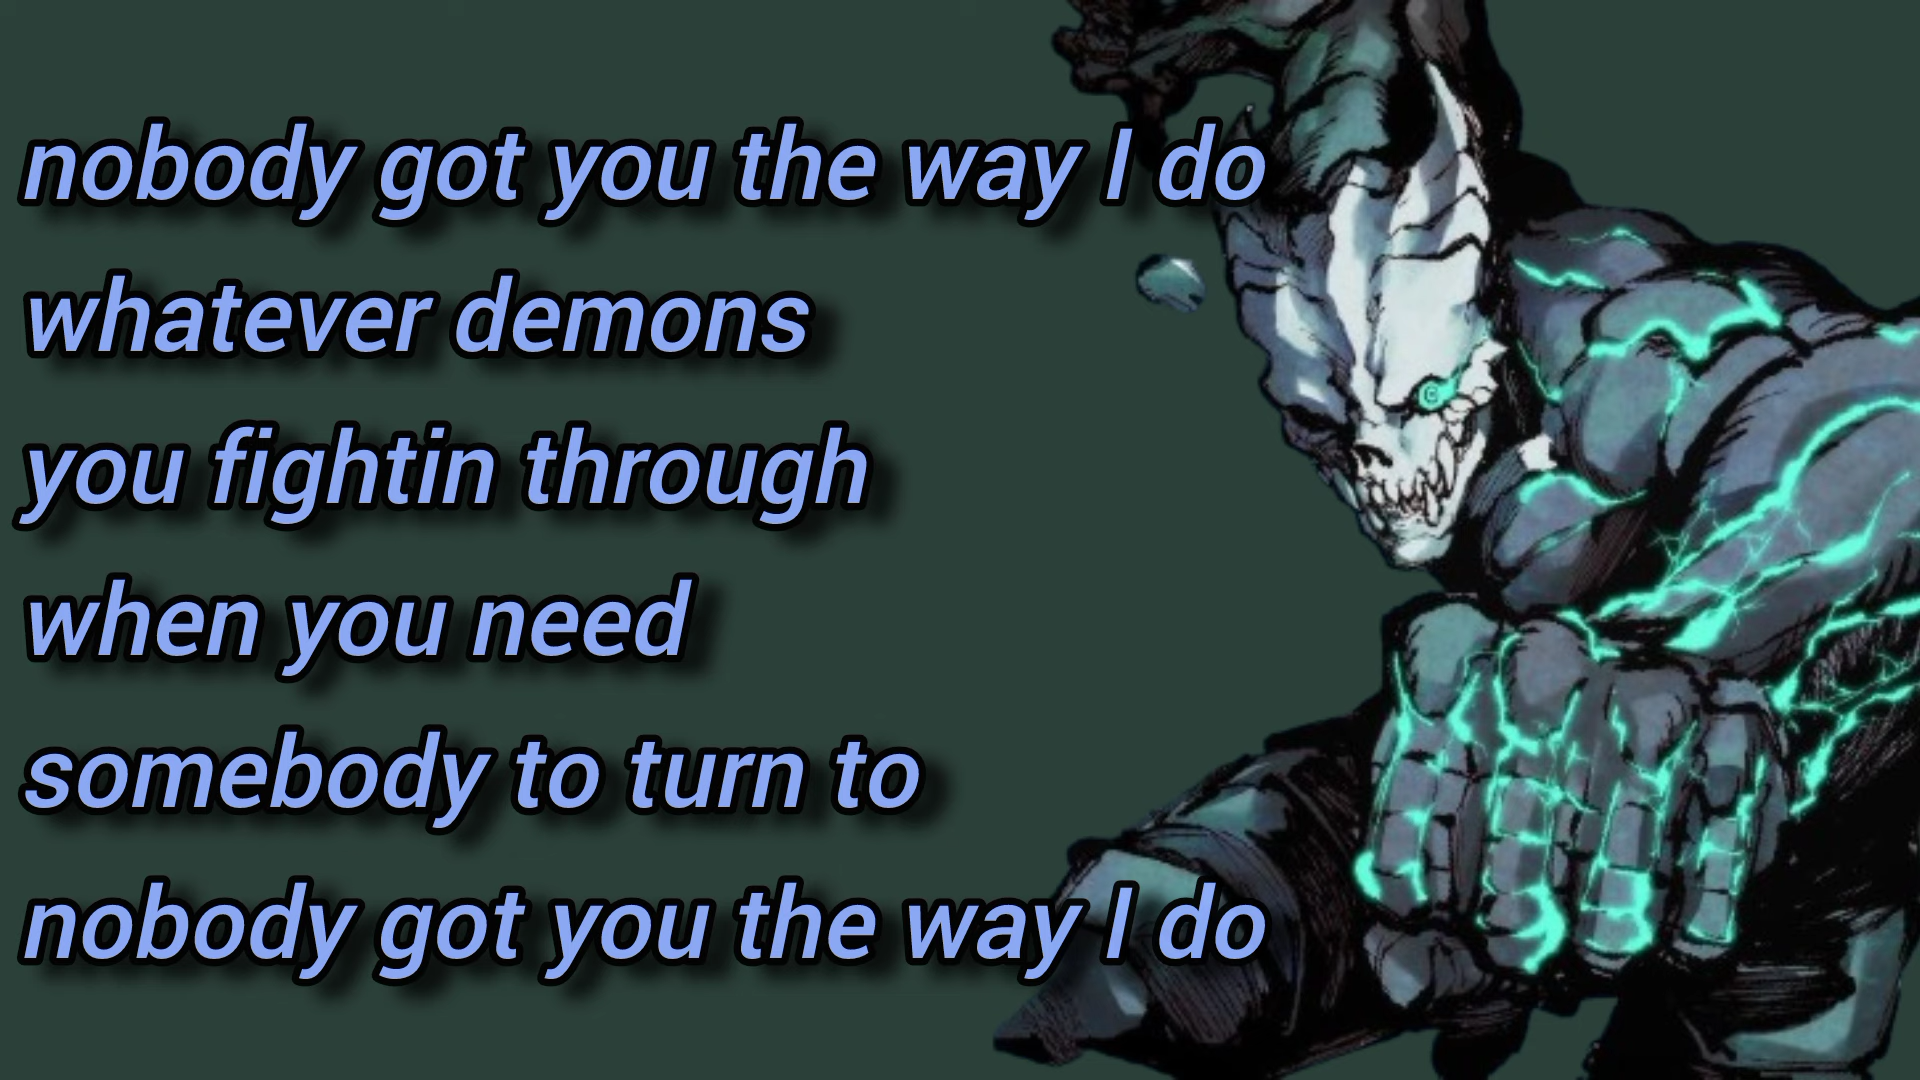 nobody got you the way I do
whatever demons
you fightin through
when you need
somebody to turn to
nobody got you the way I do